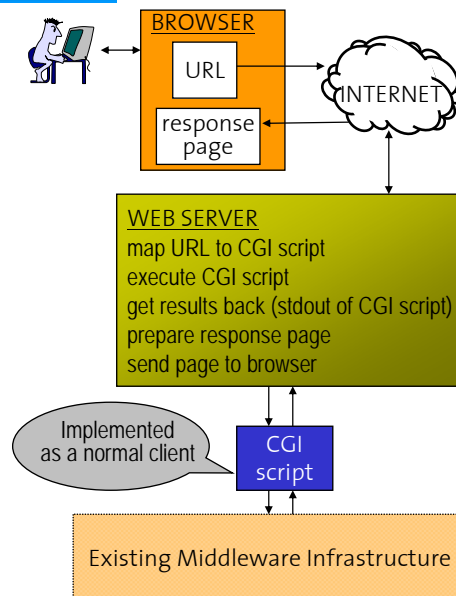 BROWSER
URL
INTERNET
response
page
WEB SERVER
map URL to CGI script
execute CGI script
get results back (stdout of CGI script)
prepare response page
send page to browser
Implemented
as a normal client
CGI
script
Existing Middleware Infrastructure